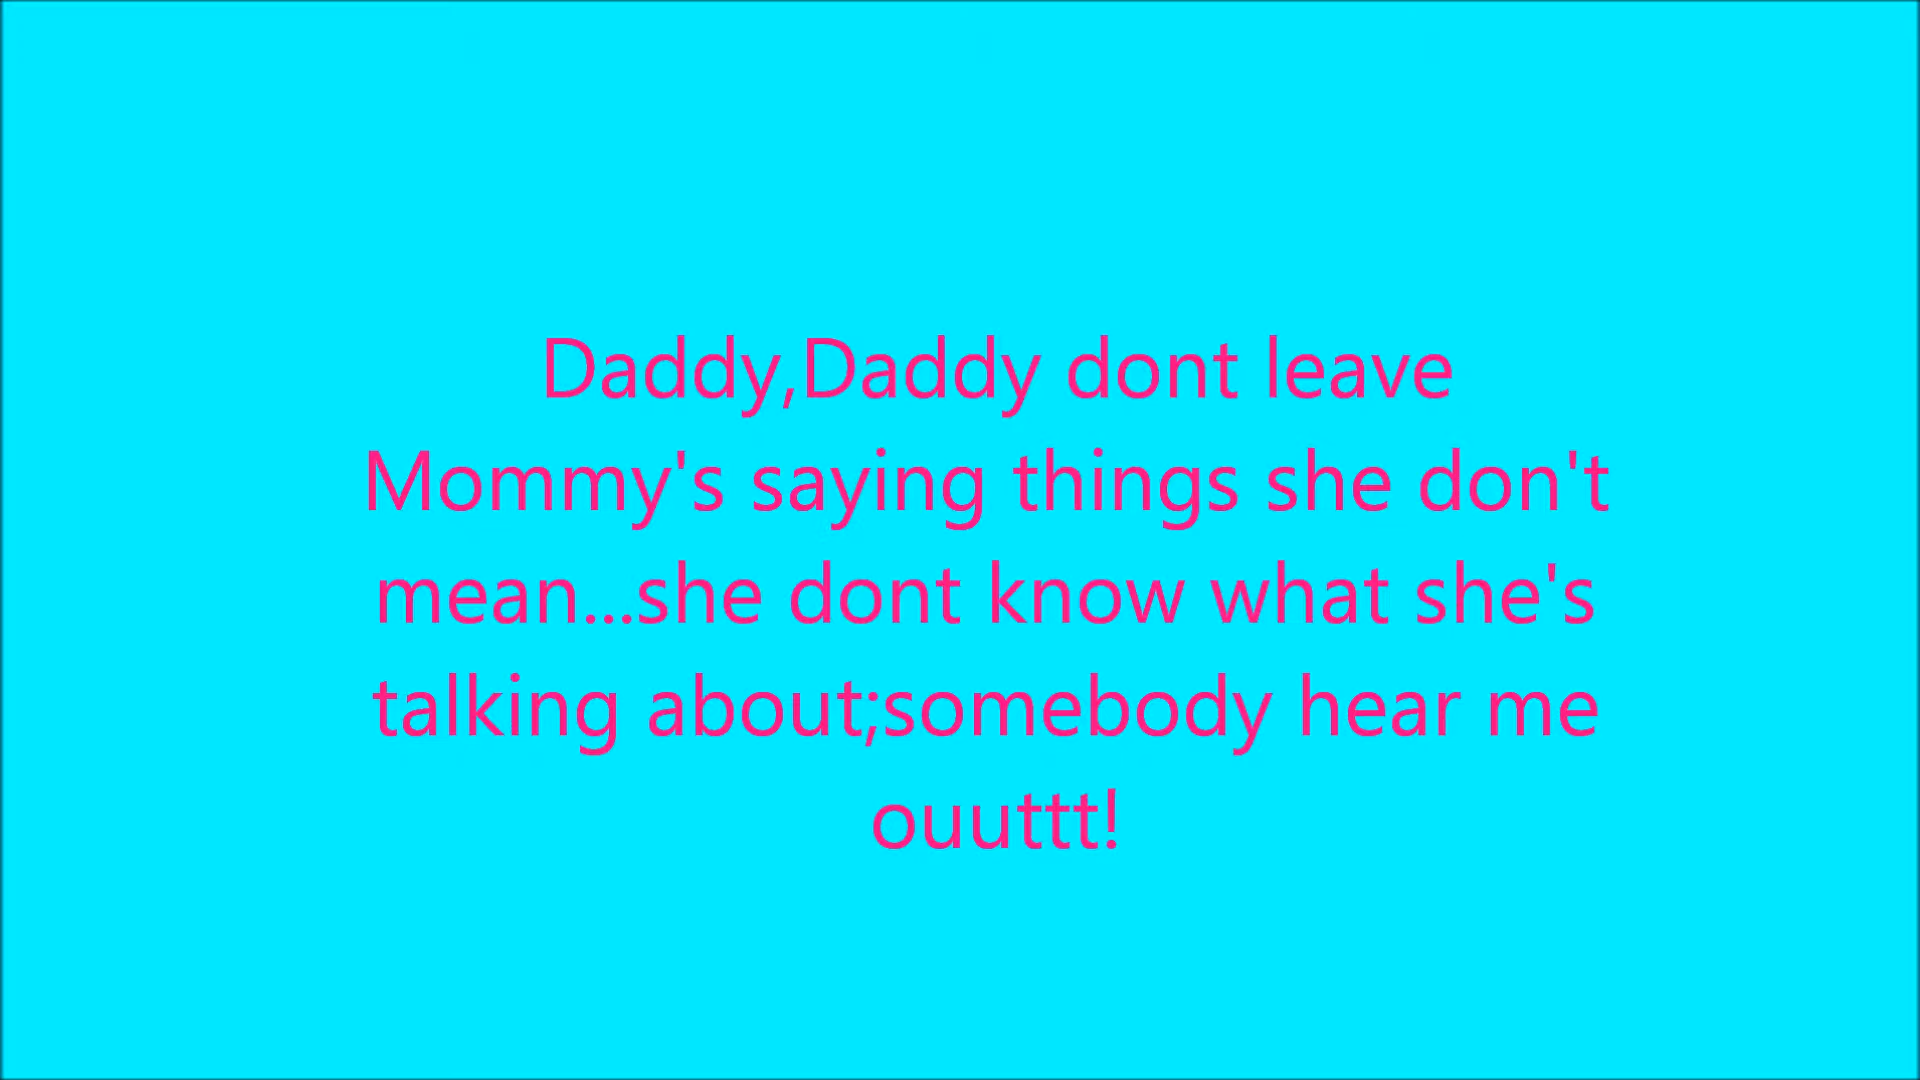 Daddy,Daddy dont leave
Mommy's saying things she don't
mean...she dont know what she's
talking about;somebody hear me
ouuttt!